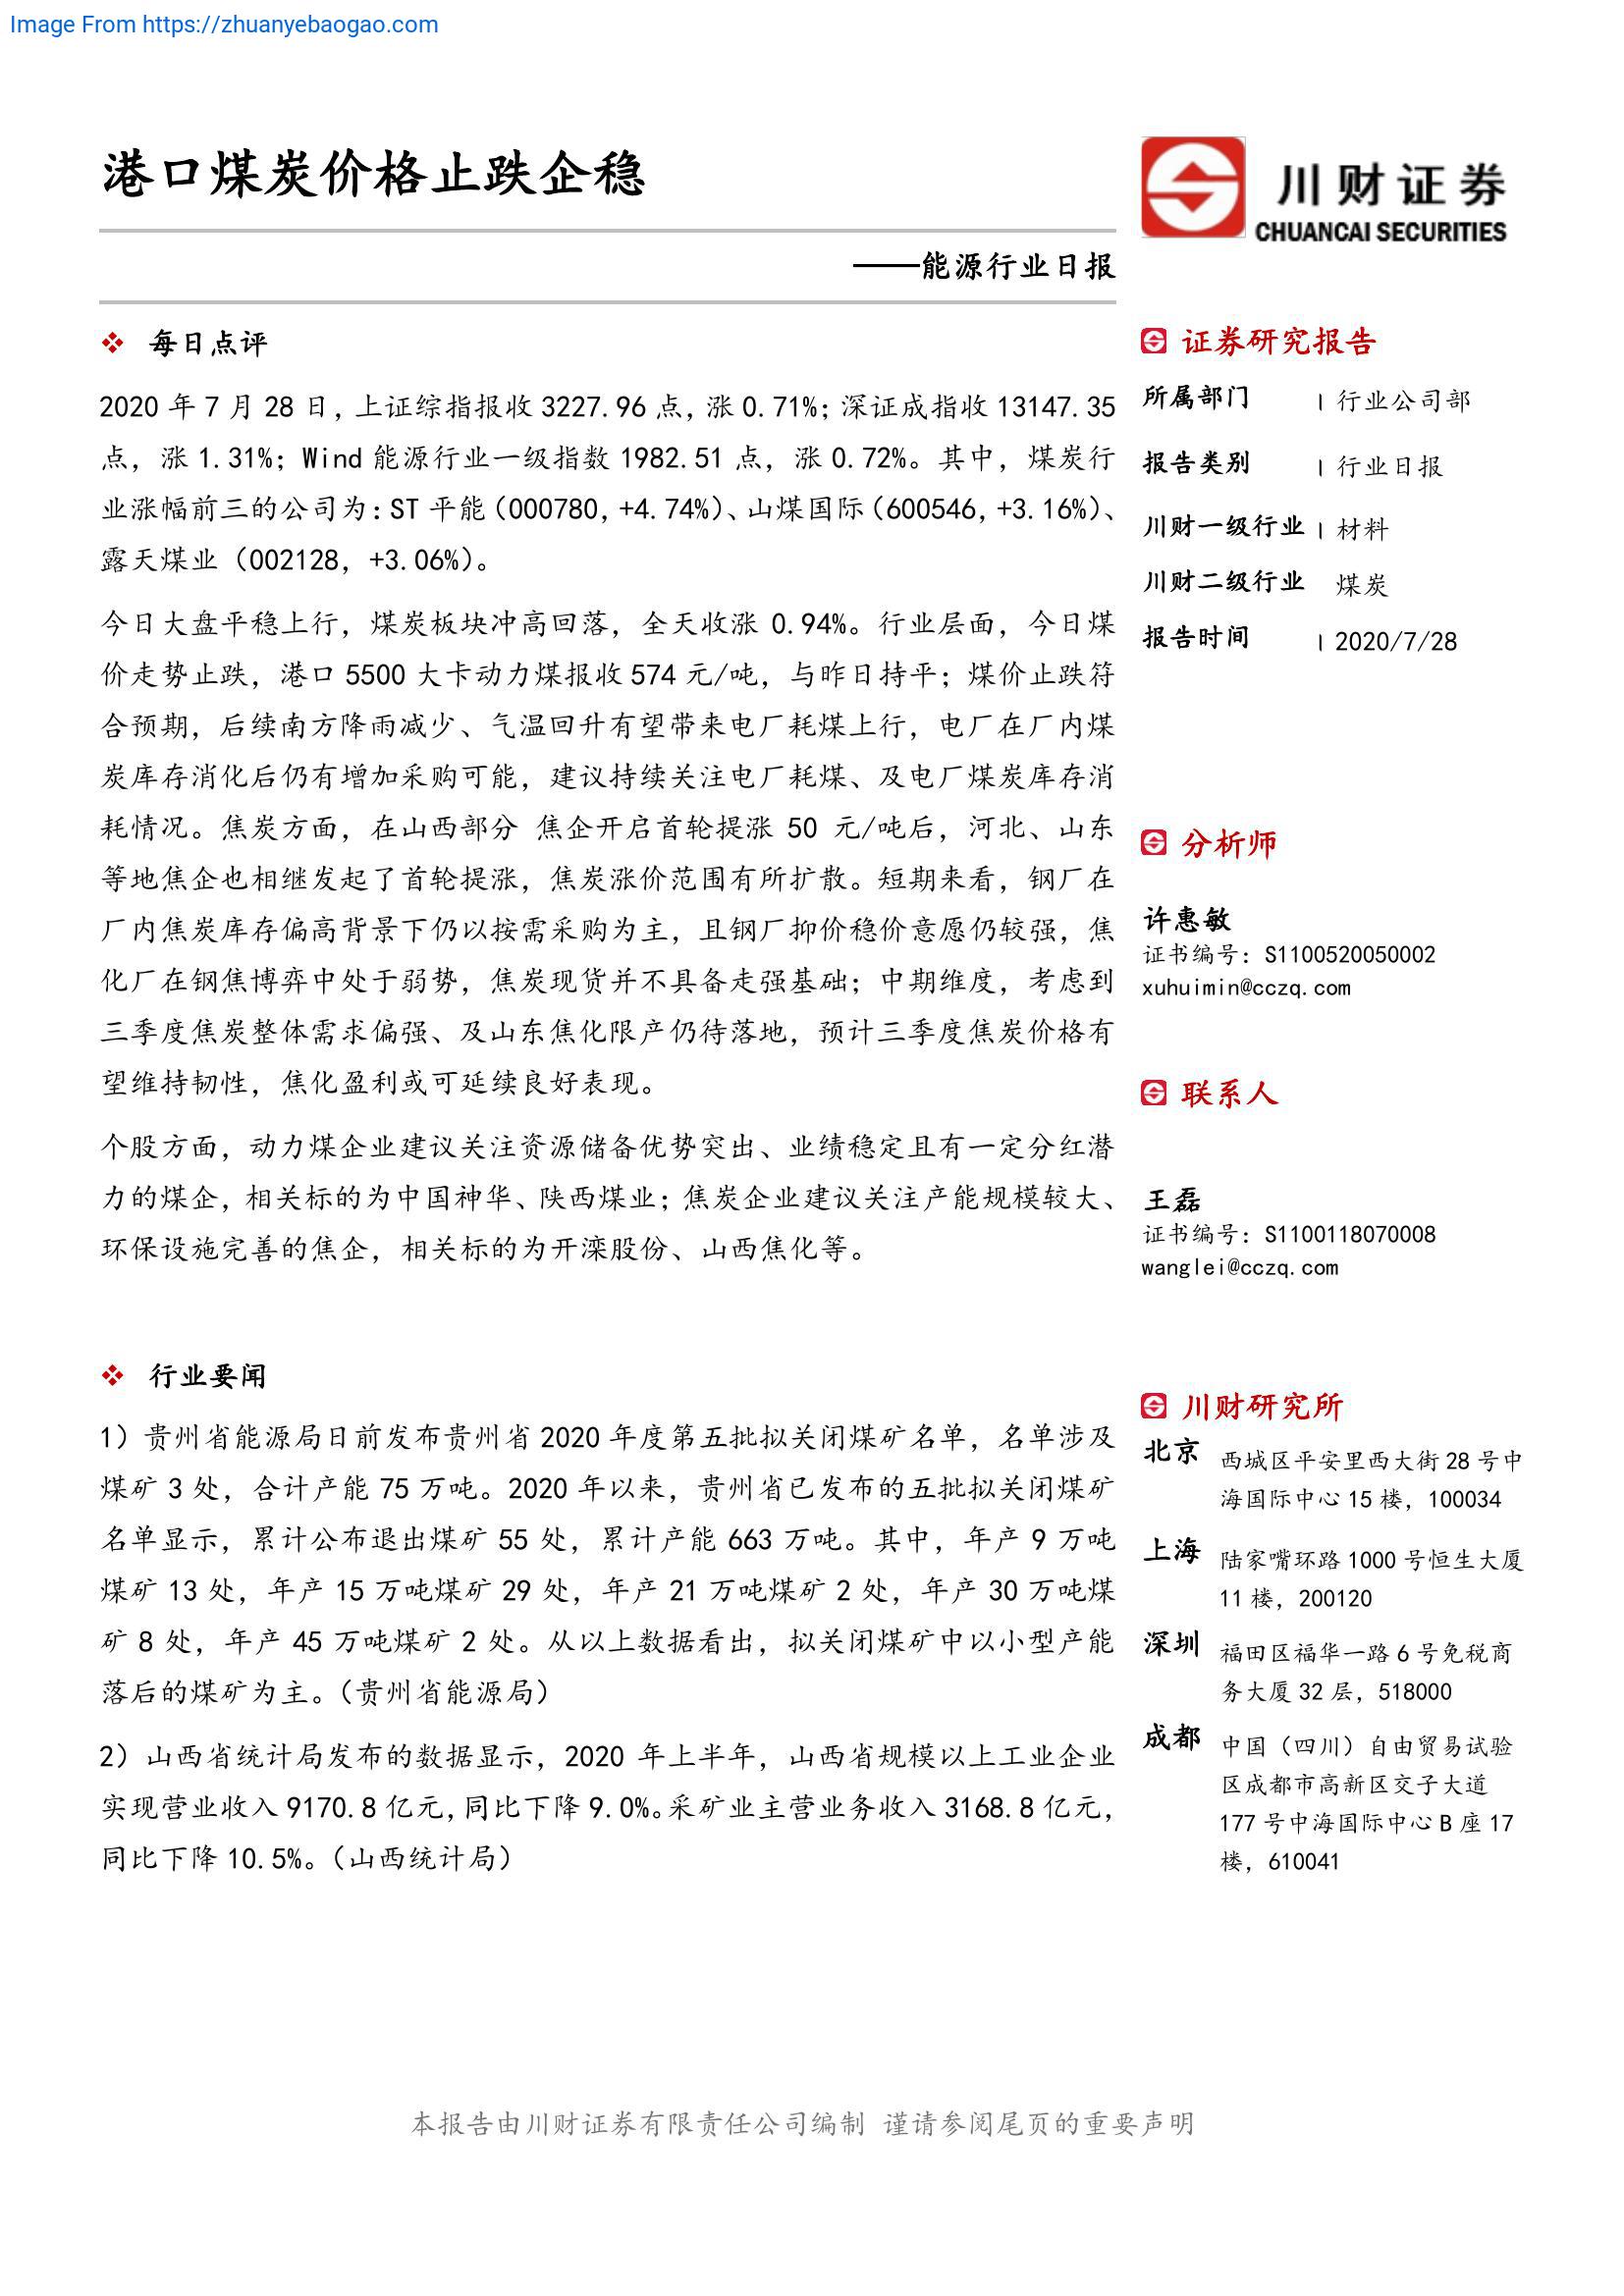 Image From https://zhuanyebaogao.com
港口煤炭价格止跌企稳
川财证券
CHUANCAI SECURITIES
——能源行业日报
❖ 每日点评
2020 年 7 月 28 日，上证综指报收 3227.96 点，涨 0.71%；深证成指收 13147.35
点，涨 1.31%；Wind 能源行业一级指数 1982.51 点，涨 0.72%。其中，煤炭行
业涨幅前三的公司为：ST 平能（000780，+4.74%）、山煤国际（600546，+3.16%）、
露天煤业（002128，+3.06%）。
今日大盘平稳上行，煤炭板块冲高回落，全天收涨 0.94%。行业层面，今日煤
价走势止跌，港口 5500 大卡动力煤报收 574 元/吨，与昨日持平；煤价止跌符
合预期，后续南方降雨减少、气温回升有望带来电厂耗煤上行，电厂在厂内煤
炭库存消化后仍有增加采购可能，建议持续关注电厂耗煤、及电厂煤炭库存消
耗情况。焦炭方面，在山西部分 焦企开启首轮提涨 50 元/吨后，河北、山东
等地焦企也相继发起了首轮提涨，焦炭涨价范围有所扩散。短期来看，钢厂在
厂内焦炭库存偏高背景下仍以按需采购为主，且钢厂抑价稳价意愿仍较强，焦
化厂在钢焦博弈中处于弱势，焦炭现货并不具备走强基础；中期维度，考虑到
三季度焦炭整体需求偏强、及山东焦化限产仍待落地，预计三季度焦炭价格有
望维持韧性，焦化盈利或可延续良好表现。
个股方面，动力煤企业建议关注资源储备优势突出、业绩稳定且有一定分红潜
力的煤企，相关标的为中国神华、陕西煤业；焦炭企业建议关注产能规模较大、
环保设施完善的焦企，相关标的为开滦股份、山西焦化等。
❖ 行业要闻
1）贵州省能源局日前发布贵州省 2020 年度第五批拟关闭煤矿名单，名单涉及
煤矿 3 处，合计产能 75 万吨。2020 年以来，贵州省已发布的五批拟关闭煤矿
名单显示，累计公布退出煤矿 55 处，累计产能 663 万吨。其中，年产 9 万吨
煤矿 13 处，年产 15 万吨煤矿 29 处，年产 21 万吨煤矿 2 处，年产 30 万吨煤
矿 8 处，年产 45 万吨煤矿 2 处。从以上数据看出，拟关闭煤矿中以小型产能
落后的煤矿为主。（贵州省能源局）
2）山西省统计局发布的数据显示，2020 年上半年，山西省规模以上工业企业
实现营业收入 9170.8 亿元，同比下降 9.0%。采矿业主营业务收入 3168.8 亿元，
同比下降 10.5%。（山西统计局）
证券研究报告
所属部门 | 行业公司部
报告类别 | 行业日报
川财一级行业 | 材料
川财二级行业 煤炭
报告时间 | 2020/7/28
分析师
许惠敏
证书编号：S1100520050002
xuhuimin@cczq.com
联系人
王磊
证书编号：S1100118070008
wanglei@cczq.com
川财研究所
北京 西城区平安里西大街 28 号中
海国际中心 15 楼，100034
上海 陆家嘴环路 1000 号恒生大厦
11 楼，200120
深圳 福田区福华一路 6 号免税商
务大厦 32 层，518000
成都 中国（四川）自由贸易试验
区成都市高新区交子大道
177 号中海国际中心 B 座 17
楼，610041
本报告由川财证券有限责任公司编制 谨请参阅尾页的重要声明